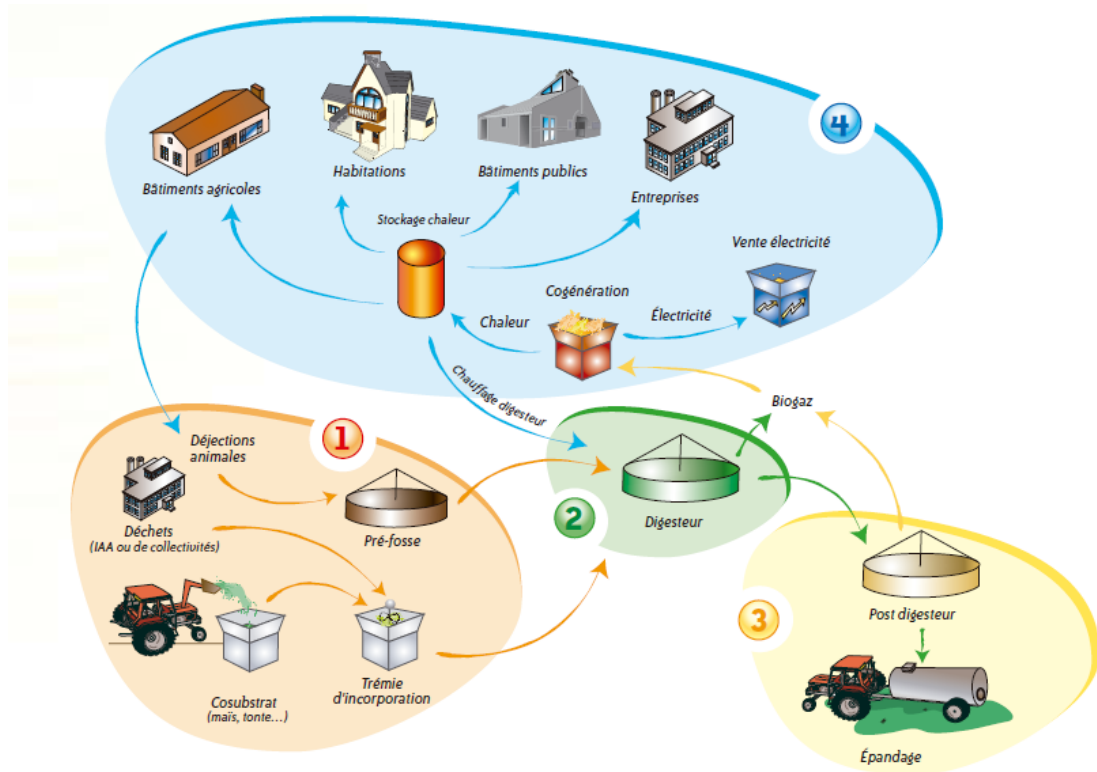 4
Habitations
Bâtiments publics
Bâtiments agricoles
Entreprises
Stockage chaleur
Vente électricité
Cogénération
Chaleur
Électricité
Chauffage digesteur
Biogaz
1
Déjections
animales
Déchets
(IAA ou de collectivités)
Pré-fosse
2
Digesteur
Cosubstrat
(maïs, tonte...)
Trémie
d'incorporation
3
Post digesteur
Épandage